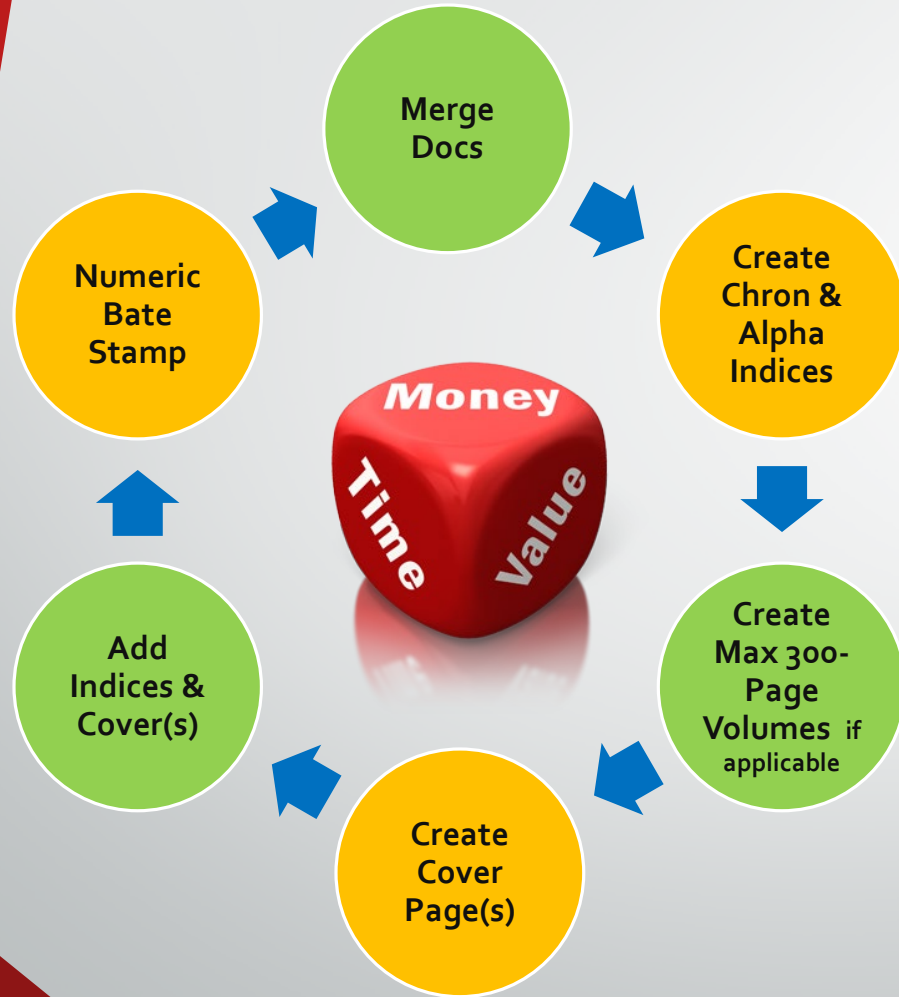 Merge
Docs
Create
Chron &
Alpha
Indices
Create
Max 300-
Page
Volumes if
applicable
Create
Cover
Page(s)
Add
Indices &
Cover(s)
Numeric
Bate
Stamp
Money
Time
Value